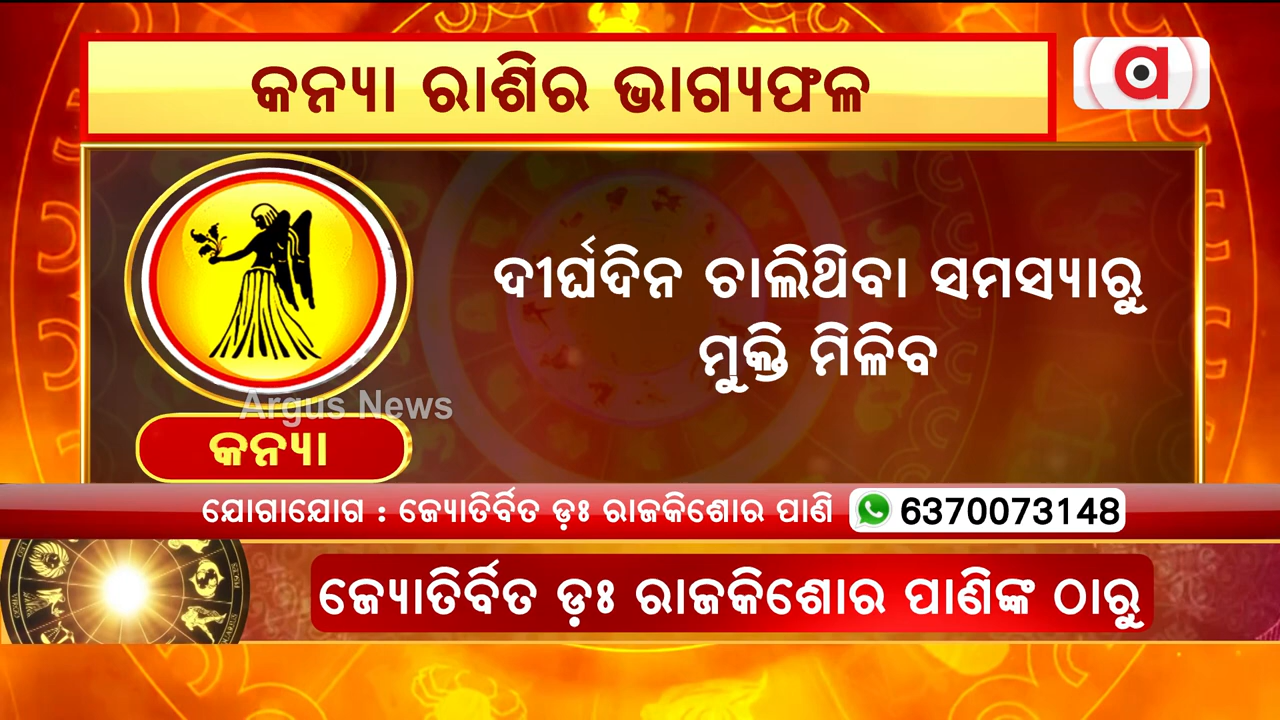 କନ୍ୟା ରାଶିର ଭାଗ୍ୟଫଳ
a
ଦୀର୍ଘଦିନ ଚାଲିଥିବା ସମସ୍ୟାରୁ
ମୁକ୍ତି ମିଳିବ
Argus News
କନ୍ୟା
ଯୋଗାଯୋଗ : ଜ୍ୟୋତିର୍ବିତ ଡ଼ଃ ରାଜକିଶୋର ପାଣି 6370073148
ଜ୍ୟୋତିର୍ବିତ ଡ଼ଃ ରାଜକିଶୋର ପାଣିଙ୍କ ଠାରୁ